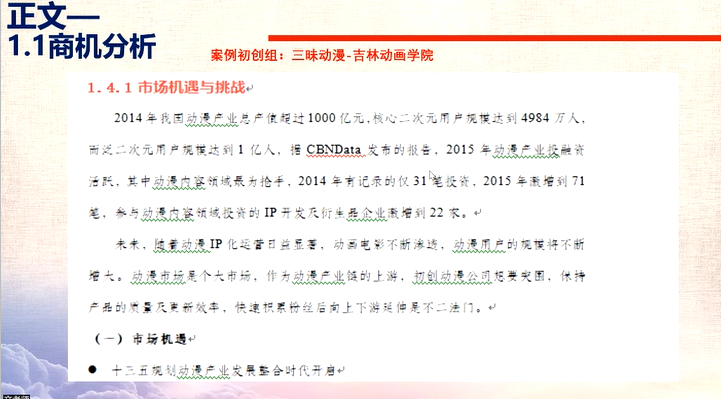 正文—
1.1商机分析
案例初创组：三昧动漫-吉林动画学院
1.4.1 市场机遇与挑战
2014 年我国动漫产业总产值超过 1000 亿元，核心二次元用户规模达到 4984 万人，
而泛二次元用户规模达到 1 亿人，据 CBNData 发布的报告，2015 年动漫产业投融资
活跃，其中动漫内容领域最为抢手，2014 年有记录的仅 31 笔投资，2015 年激增到 71
笔，参与动漫内容领域投资的 IP 开发及衍生品企业激增到 22 家。
未来，随着动漫 IP 化运营日益显著，动画电影不断渗透，动漫用户的规模将不断
增大。动漫市场是个大市场，作为动漫产业链的上游，初创动漫公司想要突围，保持
产品的质量及更新效率，快速积累粉丝后向上下游延伸是不二法门。
（一）市场机遇
● 十三五规划动漫产业发展整合时代开启